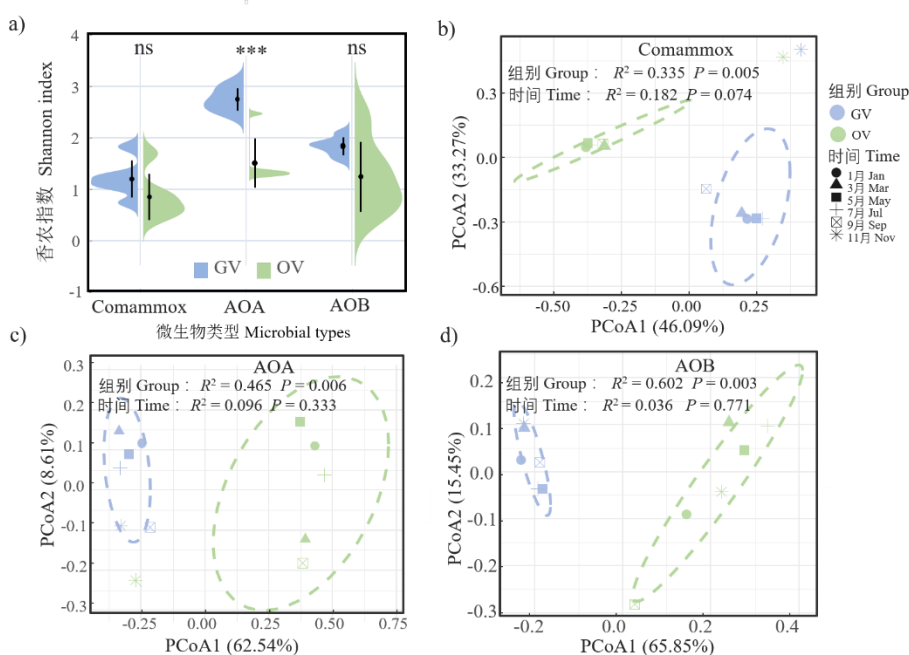 a)
香农指数 Shannon index
4
3
2
1
0
-1
ns
***
ns
GV
OV
Comammox
AOA
AOB
微生物类型 Microbial types
b)
Comammox
组别 Group： R² = 0.335 P = 0.005
时间 Time： R² = 0.182 P = 0.074
PCoA2 (33.27%)
0.3
0.0
-0.3
-0.6
-0.50
-0.25
0.00
0.25
PCoA1 (46.09%)
组别 Group
GV
OV
时间 Time
1月 Jan
3月 Mar
5月 May
7月 Jul
9月 Sep
11月 Nov
c)
AOA
组别 Group： R² = 0.465 P = 0.006
时间 Time： R² = 0.096 P = 0.333
PCoA2 (8.61%)
0.3
0.2
0.1
0.0
-0.1
-0.2
-0.3
-0.25
0.00
0.25
0.50
0.75
PCoA1 (62.54%)
d)
AOB
组别 Group： R² = 0.602 P = 0.003
时间 Time： R² = 0.036 P = 0.771
PCoA2 (15.45%)
0.2
0.1
0.0
-0.1
-0.2
-0.3
-0.2
0.0
0.2
0.4
PCoA1 (65.85%)